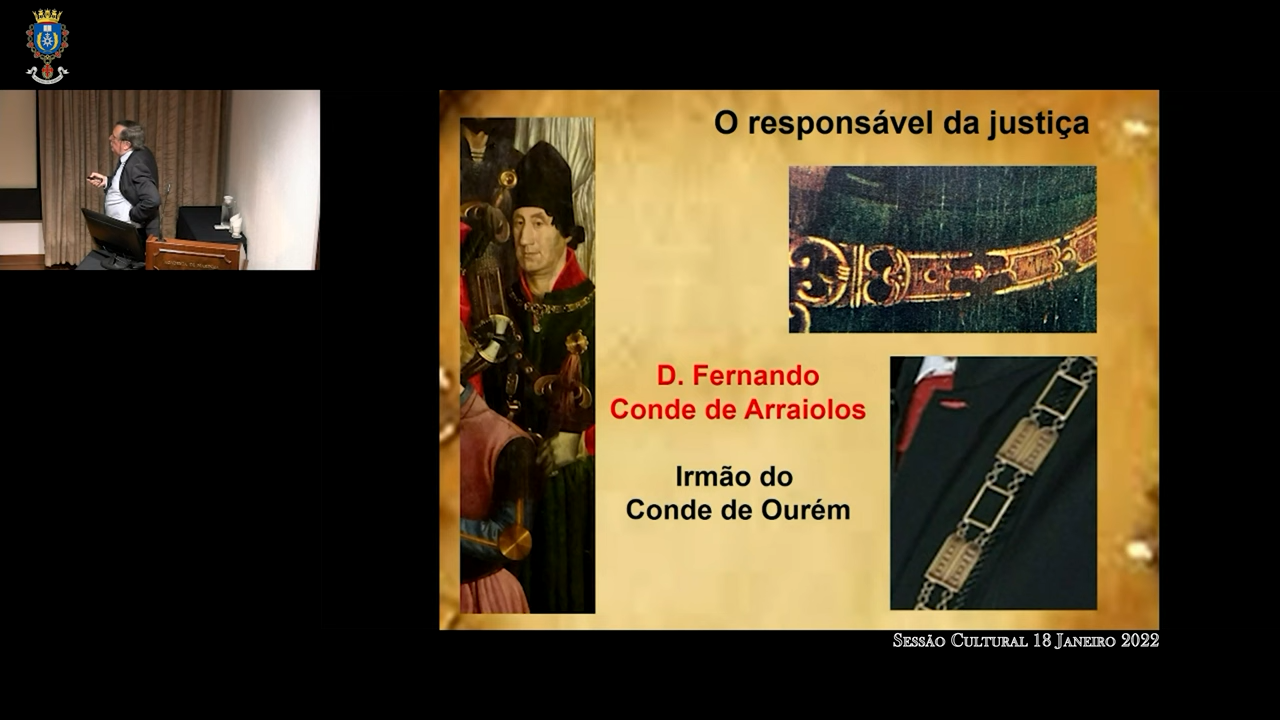 O responsável da justiça
D. Fernando
Conde de Arraiolos
Irmão do
Conde de Ourém
Sessão Cultural 18 Janeiro 2022